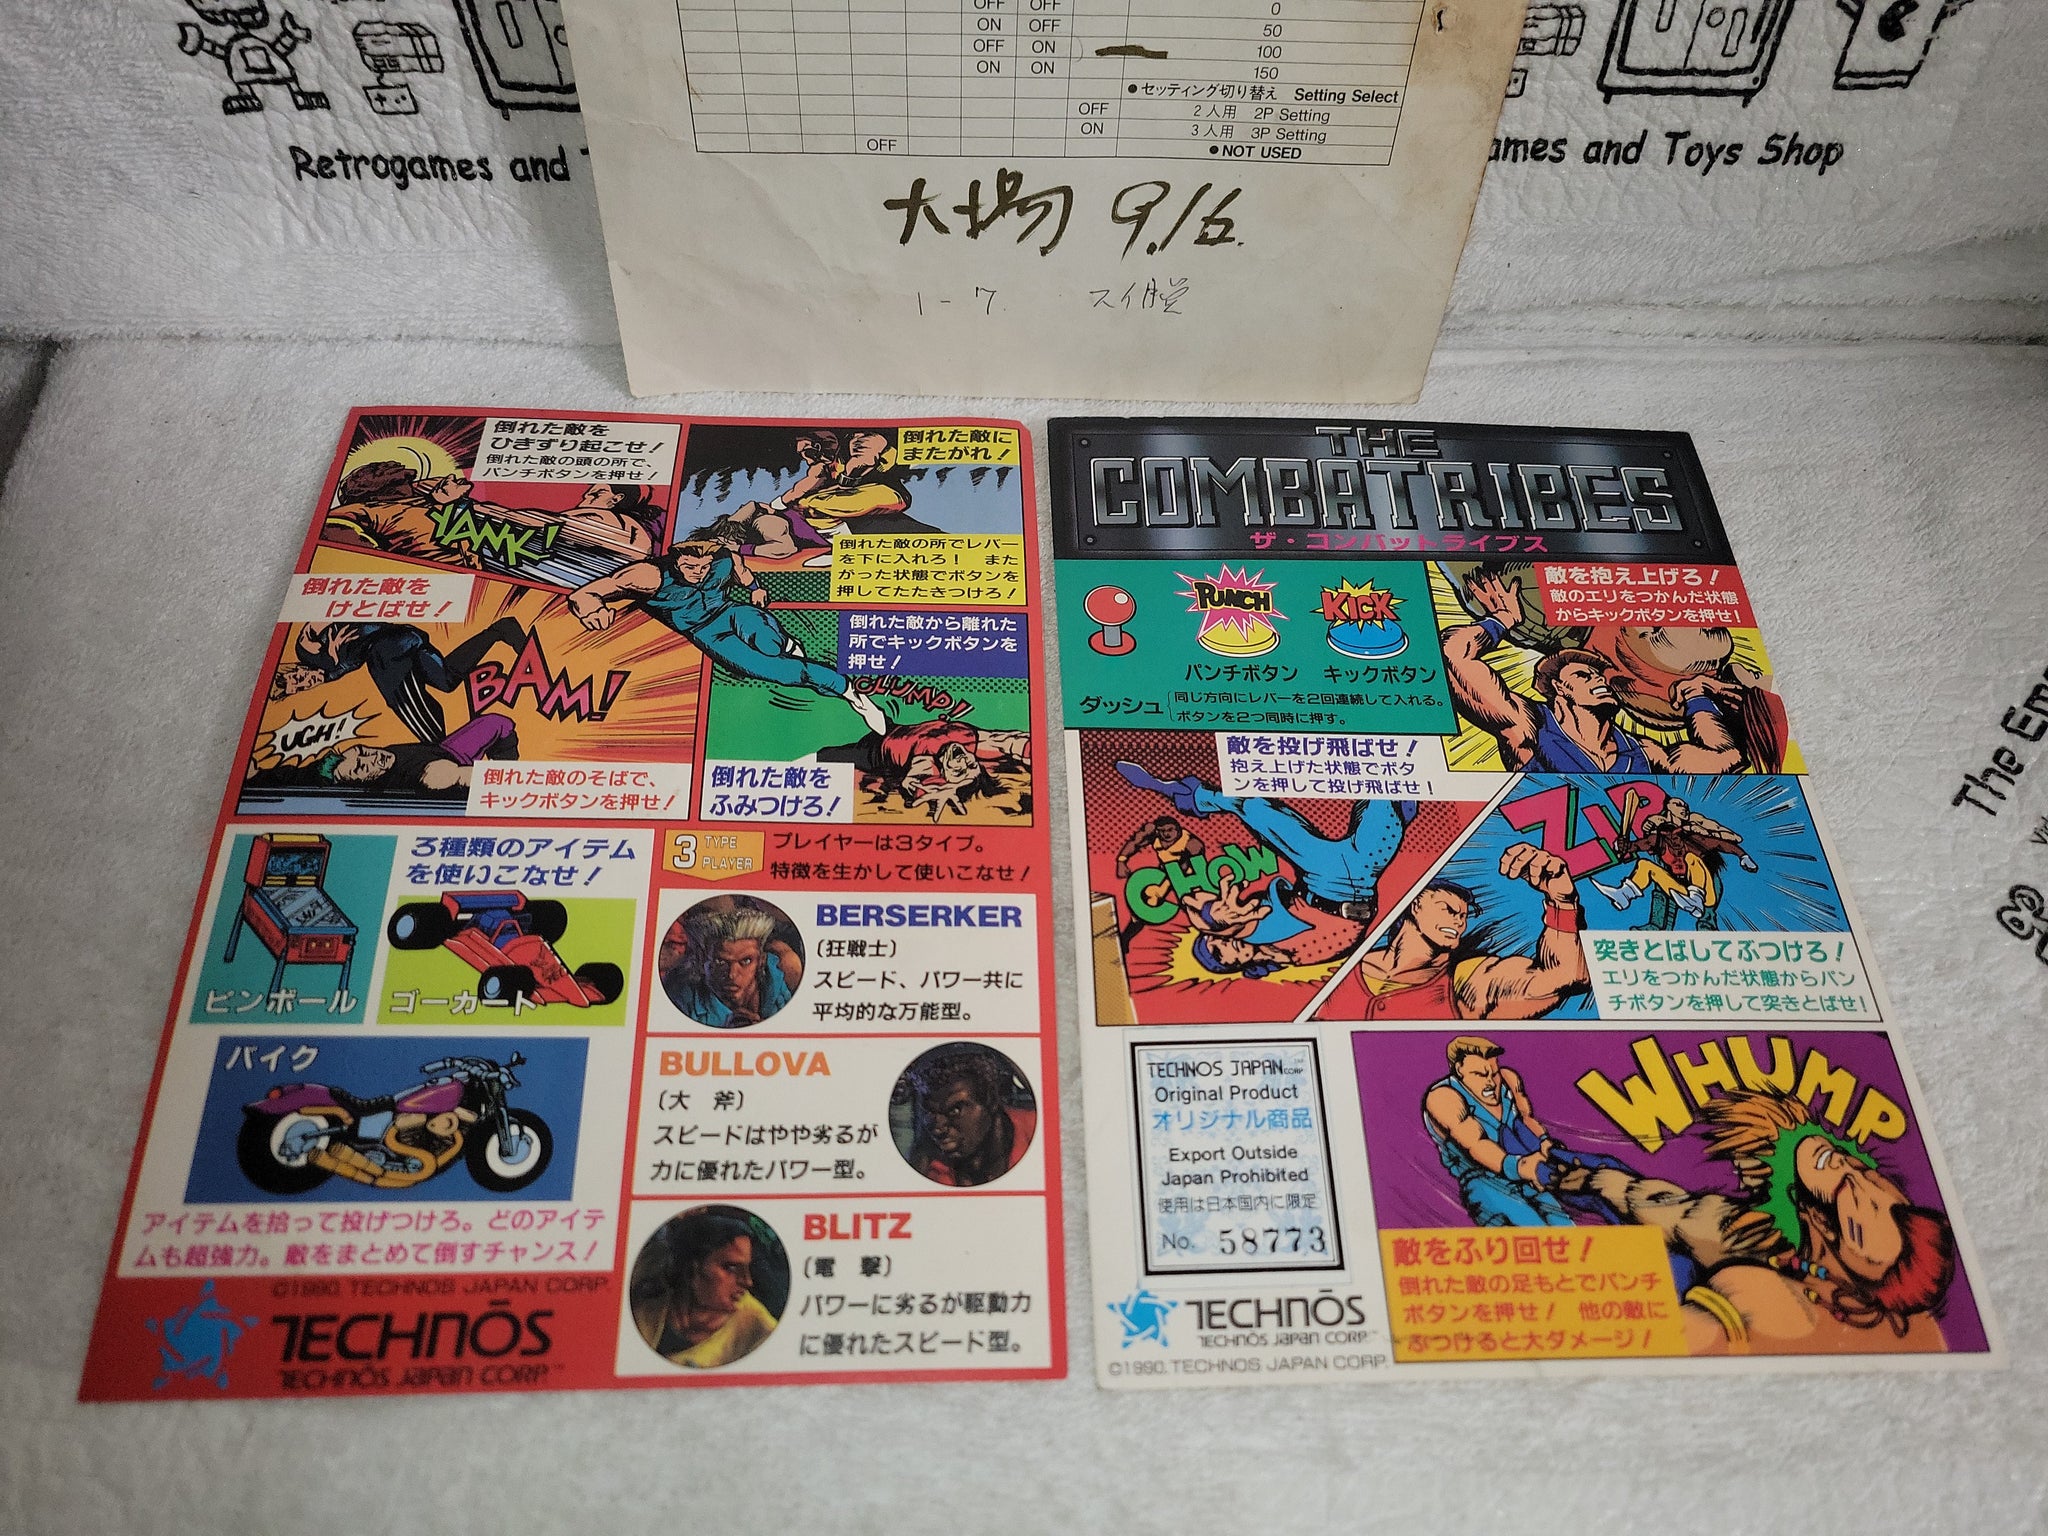 OFF OFF 0
ON OFF 50
OFF ON 100
ON ON 150
●セッティング切り替え Setting Select
OFF 2人用 2P Setting
ON 3人用 3P Setting
OFF ●NOT USED
大場 9.16.
1-7.
Retrogames and
ames and Toys Shop
The Em
倒れた敵を
ひきずり起こせ！
倒れた敵の頭の所で、
パンチボタンを押せ！
YANK!
倒れた敵に
またがれ！
倒れた敵の所でレバー
を下に入れろ！ また
がった状態でボタンを
押してたたきつけろ！
倒れた敵を
けとばせ！
BAM!
UGH!
倒れた敵のそばで、
キックボタンを押せ！
倒れた敵から離れた
所でキックボタンを
押せ！
CLUMP!
倒れた敵を
ふみつけろ！
3種類のアイテム
を使いこなせ！
ピンボール
ゴーカート
バイク
アイテムを拾って投げつけろ。どのアイテ
ムも超強力。敵をまとめて倒すチャンス！
©1990. TECHNOS JAPAN CORP.
TECHNŌS
TECHNŌS JAPAN CORP.™
3 TYPE PLAYER
プレイヤーは3タイプ。
特徴を生かして使いこなせ！
BERSERKER
（狂戦士）
スピード、パワー共に
平均的な万能型。
BULLOVA
（大 斧）
スピードはやや劣るが
力に優れたパワー型。
BLITZ
（電 撃）
パワーに劣るが駆動力
に優れたスピード型。
THE
COMBATRIBES
ザ・コンバットライブス
PUNCH
KICK
パンチボタン キックボタン
ダッシュ 同じ方向にレバーを2回連続して入れる。
ボタンを2つ同時に押す。
敵を抱え上げろ！
敵のエリをつかんだ状態
からキックボタンを押せ！
敵を投げ飛ばせ！
抱え上げた状態でボタ
ンを押して投げ飛ばせ！
CHOW
ZIP
突きとばしてぶつけろ！
エリをつかんだ状態からパン
チボタンを押して突きとばせ！
TECHNOS JAPAN CORP
Original Product
オリジナル商品
Export Outside
Japan Prohibited
使用は日本国内に限定
No. 58773
WHUMP
敵をふり回せ！
倒れた敵の足もとでパンチ
ボタンを押せ！ 他の敵に
ぶつけると大ダメージ！
TECHNŌS
TECHNŌS JAPAN CORP.™
©1990. TECHNOS JAPAN CORP.